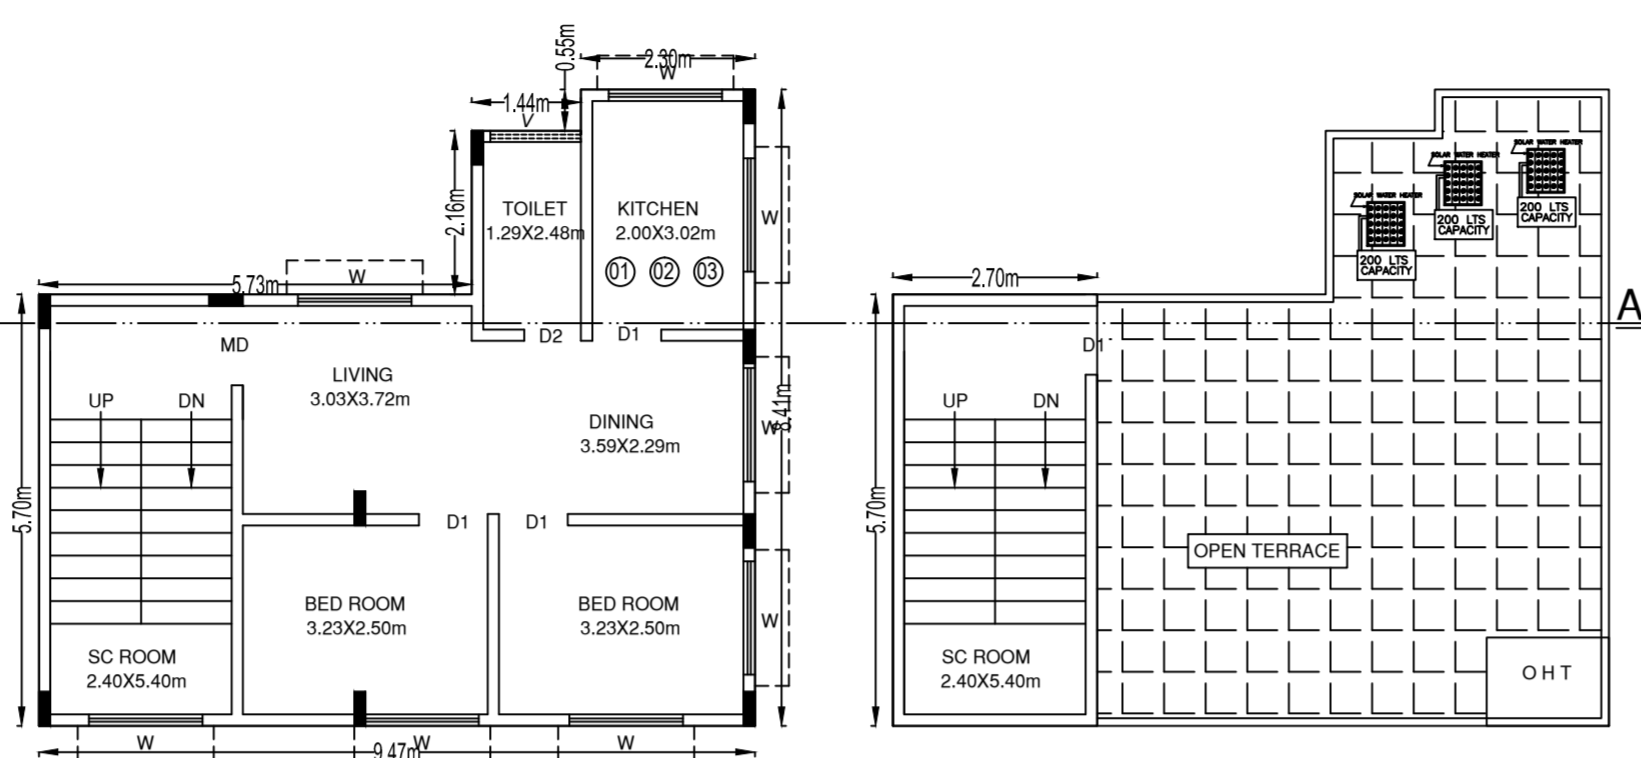 0.55m
2.30m
W
1.44m
V
2.16m
TOILET
1.29X2.48m
KITCHEN
2.00X3.02m
01 02 03
W
5.73m
W
MD
D2
D1
LIVING
3.03X3.72m
UP
DN
DINING
3.59X2.29m
W
8.41m
5.70m
D1
D1
BED ROOM
3.23X2.50m
BED ROOM
3.23X2.50m
W
SC ROOM
2.40X5.40m
W
W
W
9.47m
SOLAR WATER HEATER
200 LTS
CAPACITY
SOLAR WATER HEATER
200 LTS
CAPACITY
SOLAR WATER HEATER
200 LTS
CAPACITY
2.70m
A
D1
UP
DN
5.70m
OPEN TERRACE
SC ROOM
2.40X5.40m
O H T